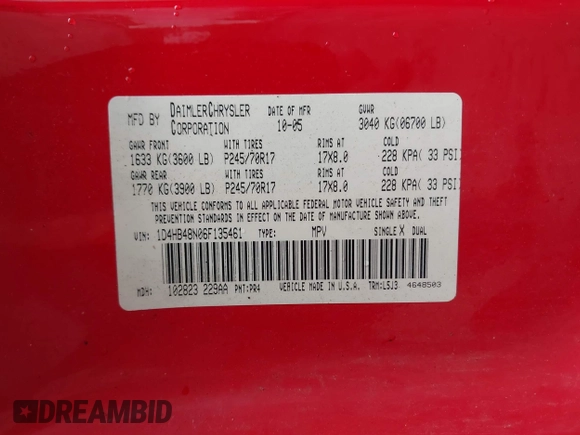 MFD BY DAIMLERCHRYSLER CORPORATION DATE OF MFR 10-05 GVWR 3040 KG(06700 LB)
GAWR FRONT WITH TIRES RIMS AT COLD
1633 KG(3600 LB) P245/70R17 17X8.0 228 KPA( 33 PSI)
GAWR REAR WITH TIRES RIMS AT COLD
1770 KG(3900 LB) P245/70R17 17X8.0 228 KPA( 33 PSI)
THIS VEHICLE CONFORMS TO ALL APPLICABLE FEDERAL MOTOR VEHICLE SAFETY AND THEFT
PREVENTION STANDARDS IN EFFECT ON THE DATE OF MANUFACTURE SHOWN ABOVE.
VIN: 1D4HB48N06F135461 MPV SINGLE X DUAL
MDH: 102823 229AA PNT:PR4 VEHICLE MADE IN U.S.A. TRM:L5J3 4648503
DREAMBID